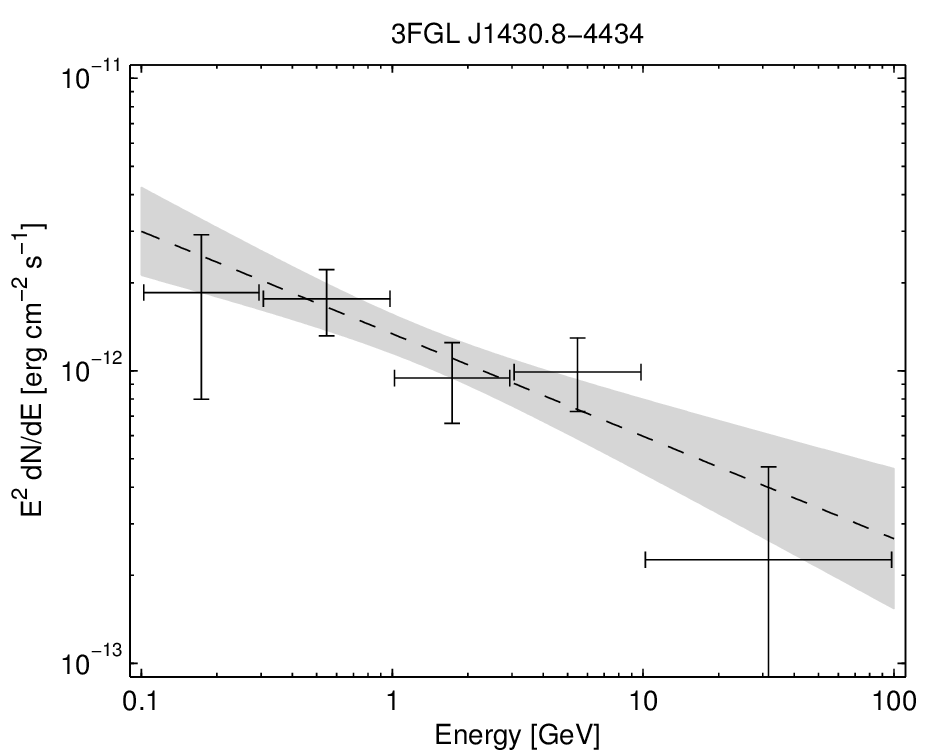 3FGL J1430.8−4434
10⁻¹¹
10⁻¹²
10⁻¹³
E² dN/dE [erg cm⁻² s⁻¹]
0.1 1 10 100
Energy [GeV]